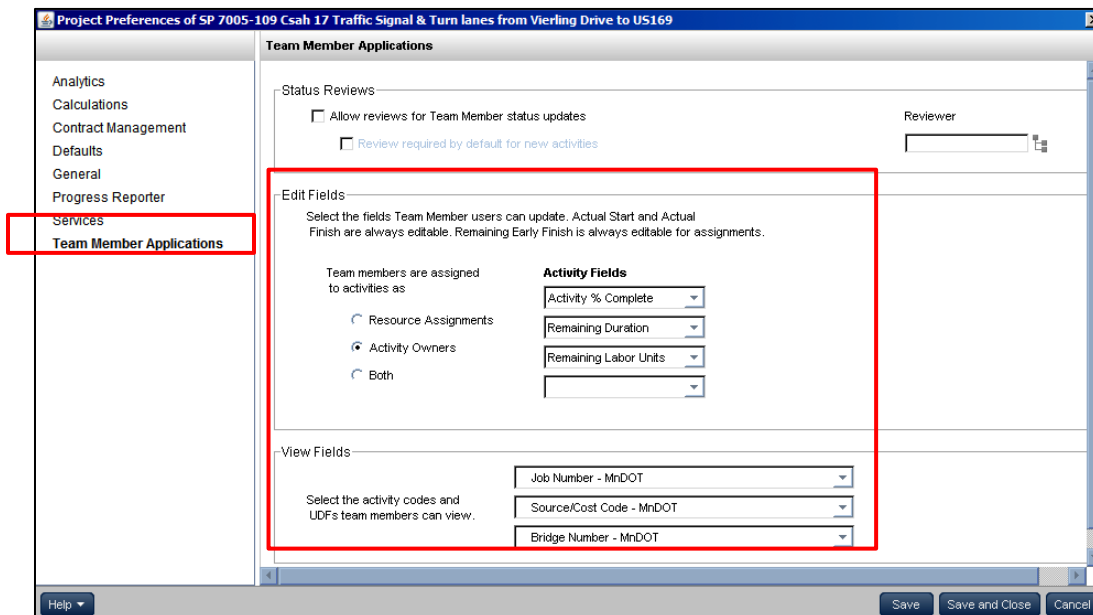 Project Preferences of SP 7005-109 Csah 17 Traffic Signal & Turn lanes from Vierling Drive to US169
Team Member Applications
Analytics
Calculations
Contract Management
Defaults
General
Progress Reporter
Services
Team Member Applications
Status Reviews
Allow reviews for Team Member status updates
Reviewer
Review required by default for new activities
Edit Fields
Select the fields Team Member users can update. Actual Start and Actual
Finish are always editable. Remaining Early Finish is always editable for assignments.
Team members are assigned
to activities as
Resource Assignments
Activity Owners
Both
Activity Fields
Activity % Complete
Remaining Duration
Remaining Labor Units
View Fields
Select the activity codes and
UDFs team members can view.
Job Number - MnDOT
Source/Cost Code - MnDOT
Bridge Number - MnDOT
Help
Save
Save and Close
Cancel